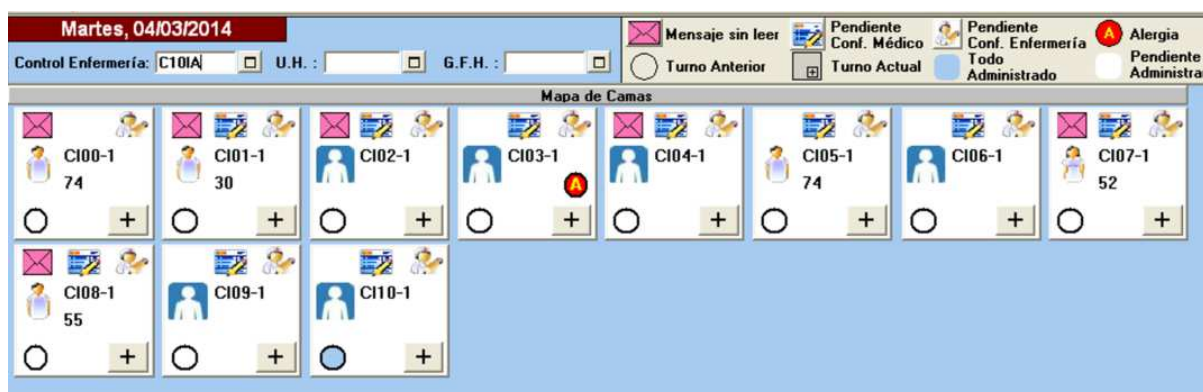 Martes, 04/03/2014
Control Enfermería: C10IA U.H. : G.F.H. :
Mensaje sin leer Pendiente Conf. Médico Pendiente Conf. Enfermería A Alergia
Turno Anterior Turno Actual Todo Administrado Pendiente Administra
Mapa de Camas
CI00-1 CI01-1 CI02-1 CI03-1 CI04-1 CI05-1 CI06-1 CI07-1
74 30 A 74 52
+ + + + + + + +
CI08-1 CI09-1 CI10-1
55
+ + +